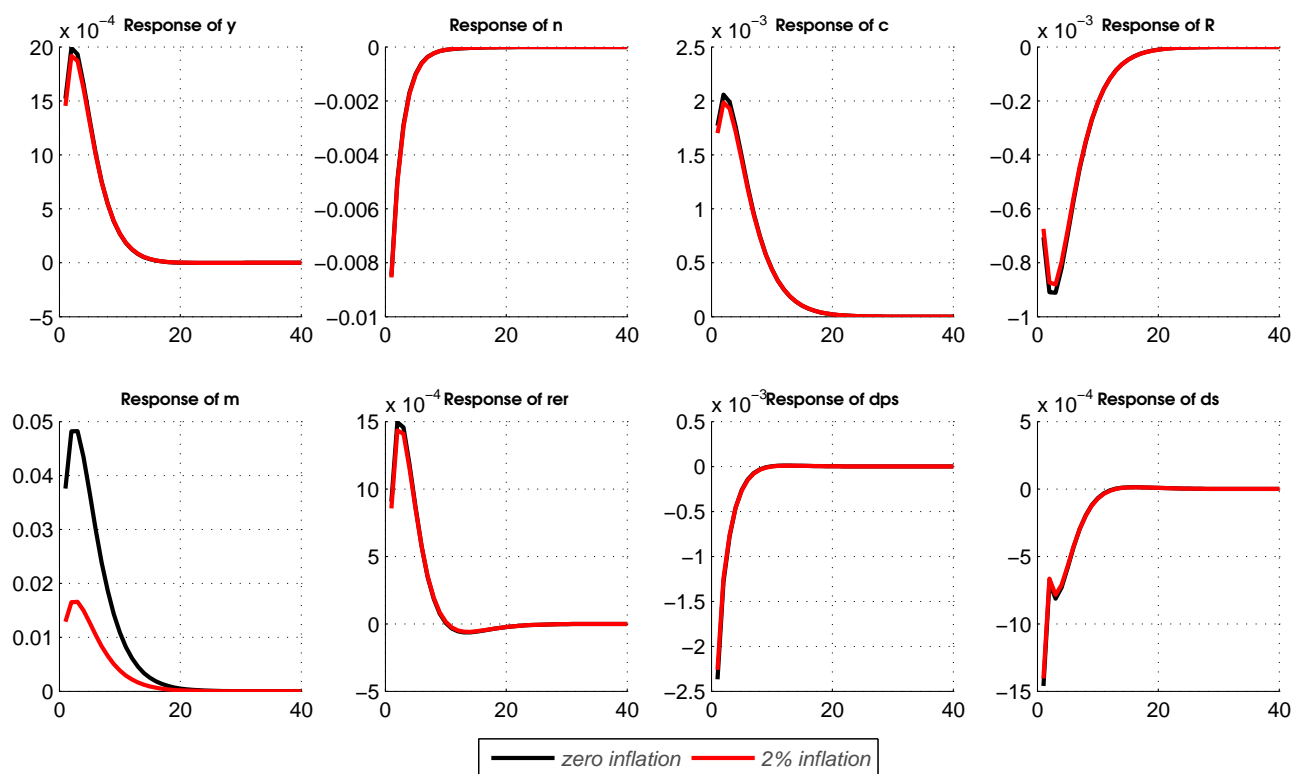 Response of y
x 10−4
20
15
10
5
0
−5
0 20 40
Response of n
0
−0.002
−0.004
−0.006
−0.008
−0.01
0 20 40
Response of c
x 10−3
2.5
2
1.5
1
0.5
0
0 20 40
Response of R
x 10−3
0
−0.2
−0.4
−0.6
−0.8
−1
0 20 40
Response of m
0.05
0.04
0.03
0.02
0.01
0
0 20 40
Response of rer
x 10−4
15
10
5
0
−5
0 20 40
Response of dps
x 10−3
0.5
0
−0.5
−1
−1.5
−2
−2.5
0 20 40
Response of ds
x 10−4
5
0
−5
−10
−15
0 20 40
zero inflation 2% inflation